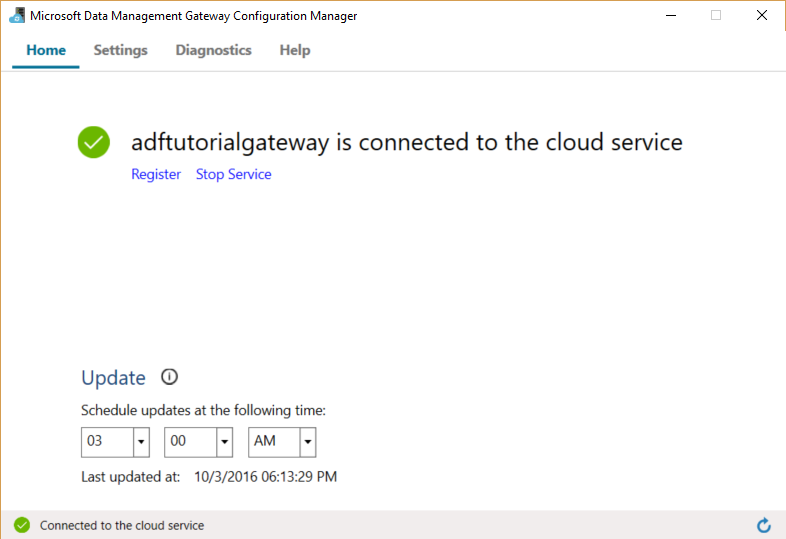 Microsoft Data Management Gateway Configuration Manager
Home Settings Diagnostics Help
adftutorialgateway is connected to the cloud service
Register Stop Service
Update
Schedule updates at the following time:
03 00 AM
Last updated at: 10/3/2016 06:13:29 PM
Connected to the cloud service